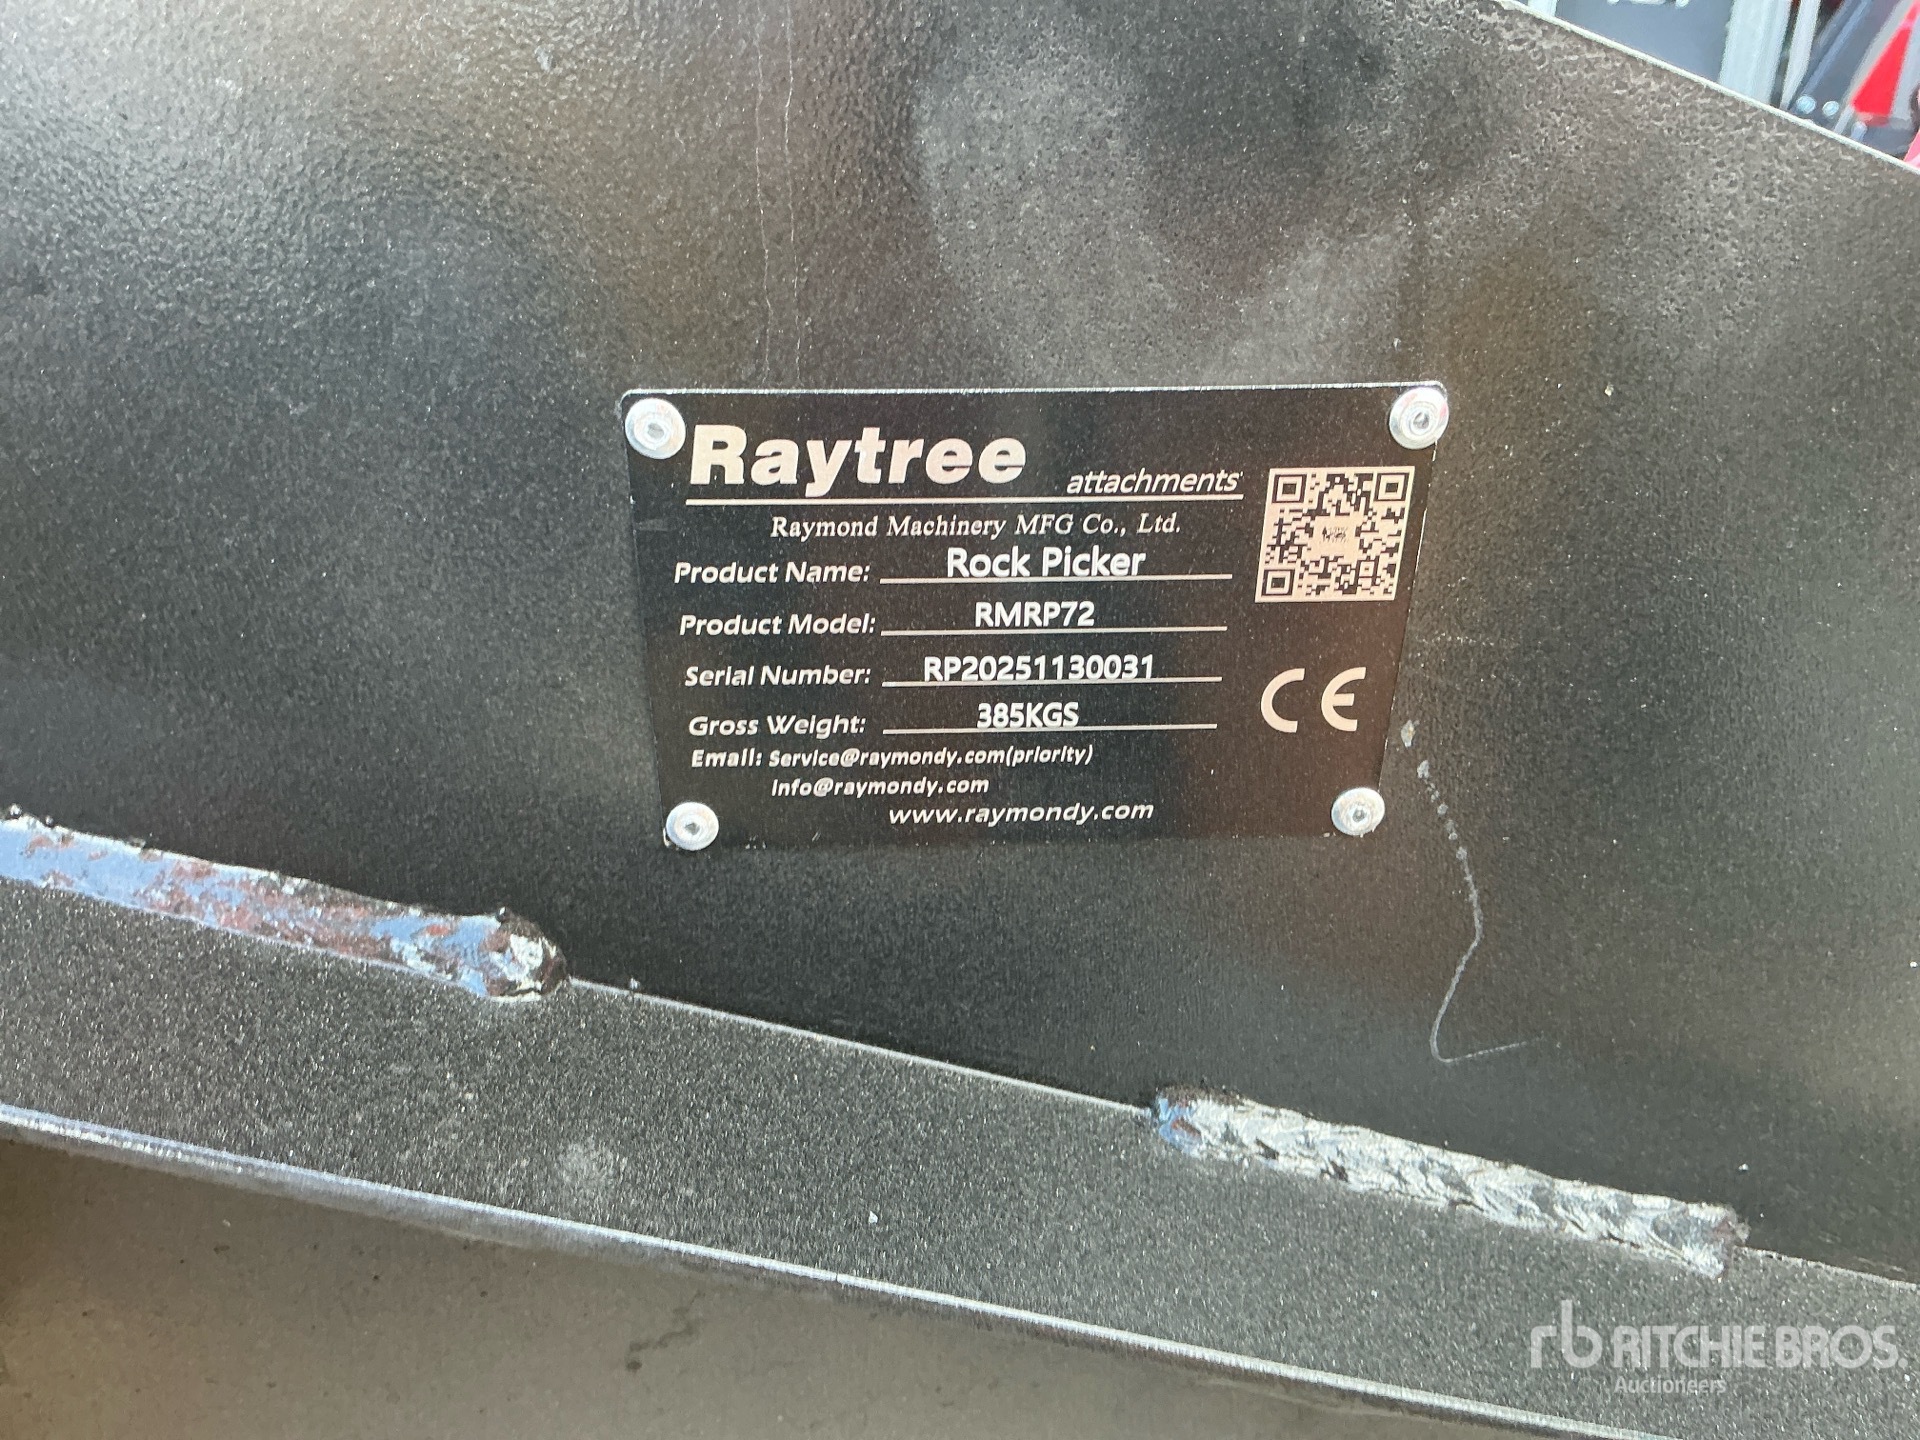 Raytree attachments
Raymond Machinery MFG Co., Ltd.
Product Name: Rock Picker
Product Model: RMRP72
Serial Number: RP20251130031
Gross Weight: 385KGS
CE
Email: Service@raymondy.com(priority)
info@raymondy.com
www.raymondy.com
rb RITCHIE BROS.
Auctioneers